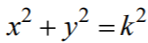 x² + y² = k²